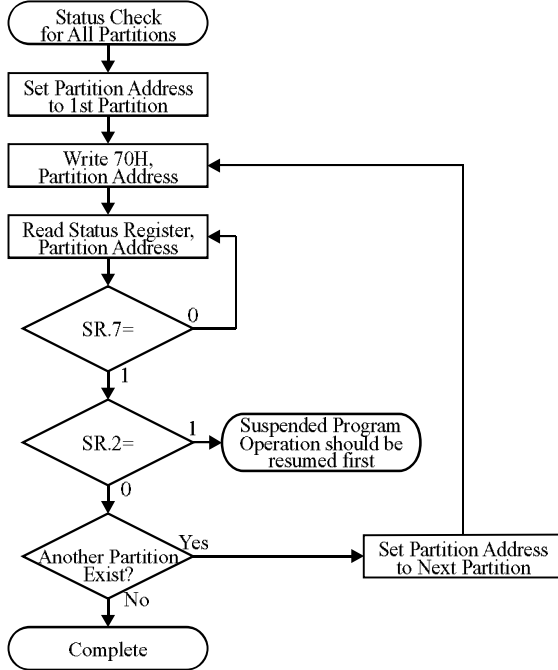 Status Check
for All Partitions
Set Partition Address
to 1st Partition
Write 70H,
Partition Address
Read Status Register,
Partition Address
SR.7=
0
1
SR.2=
1
Suspended Program
Operation should be
resumed first
0
Another Partition
Exist?
Yes
Set Partition Address
to Next Partition
No
Complete